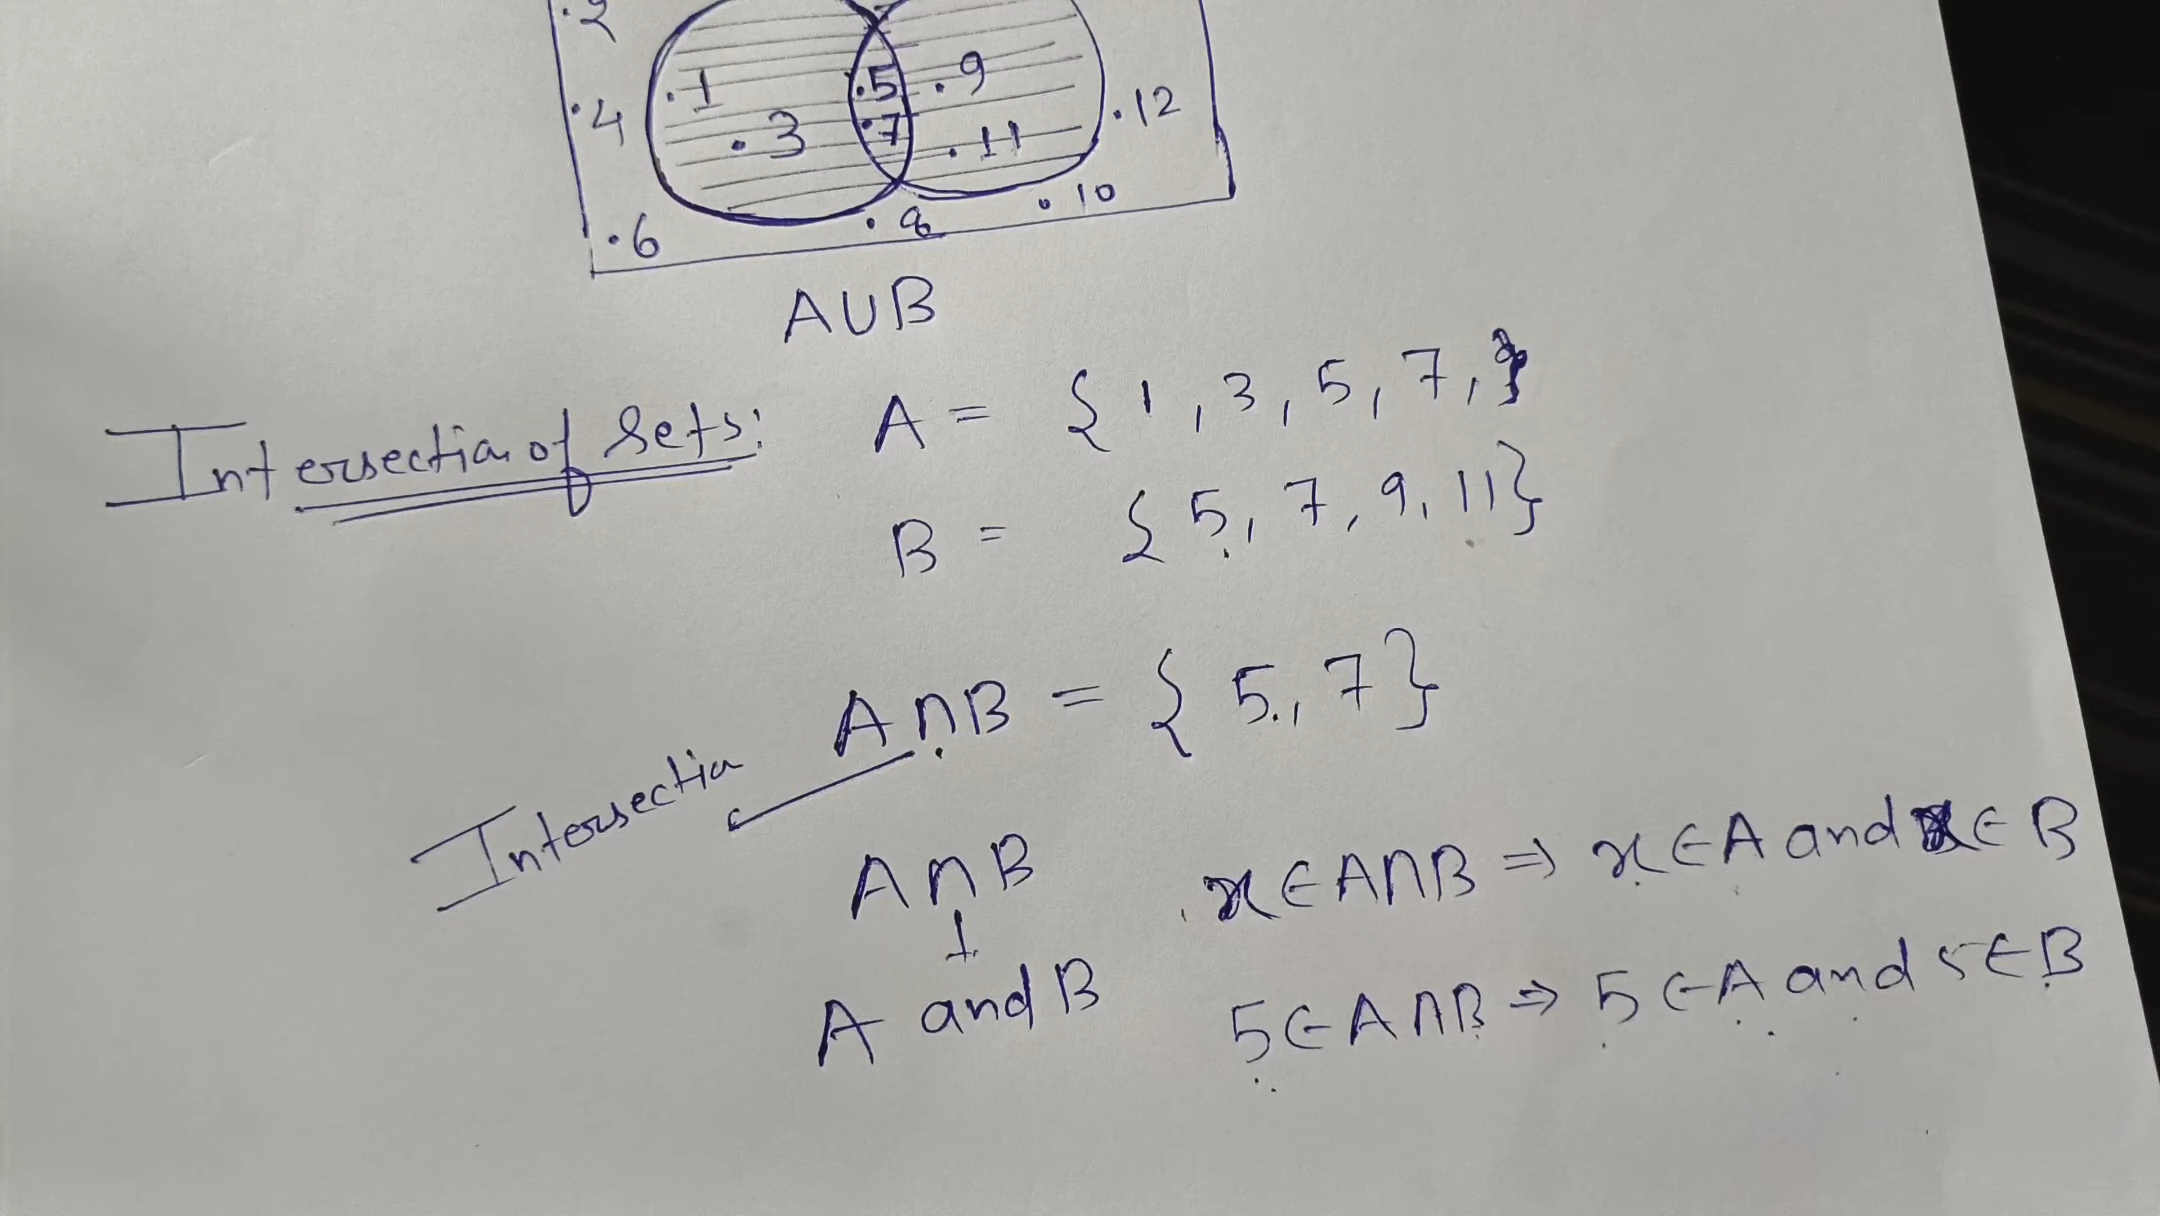 .2
.1 .5 .9
.4 .3 .7 .11 .12
.6 .8 .10
A∪B
Intersection of Sets: A = { 1, 3, 5, 7, }
B = { 5, 7, 9, 11}
A∩B = { 5, 7}
Intersection
A∩B x∈A∩B ⇒ x∈A and x∈B
A and B 5∈A∩B ⇒ 5∈A and 5∈B